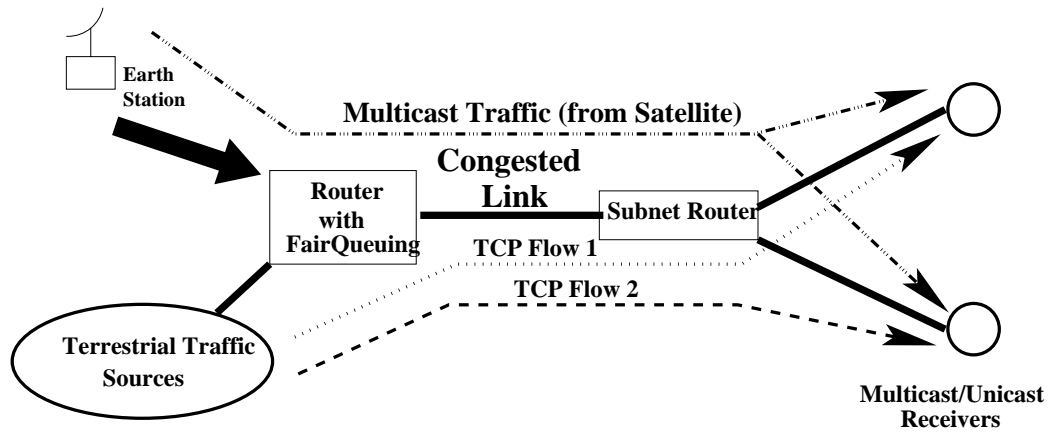 Earth
Station
Multicast Traffic (from Satellite)
Congested
Link
Router
with
FairQueuing
Subnet Router
TCP Flow 1
TCP Flow 2
Terrestrial Traffic
Sources
Multicast/Unicast
Receivers